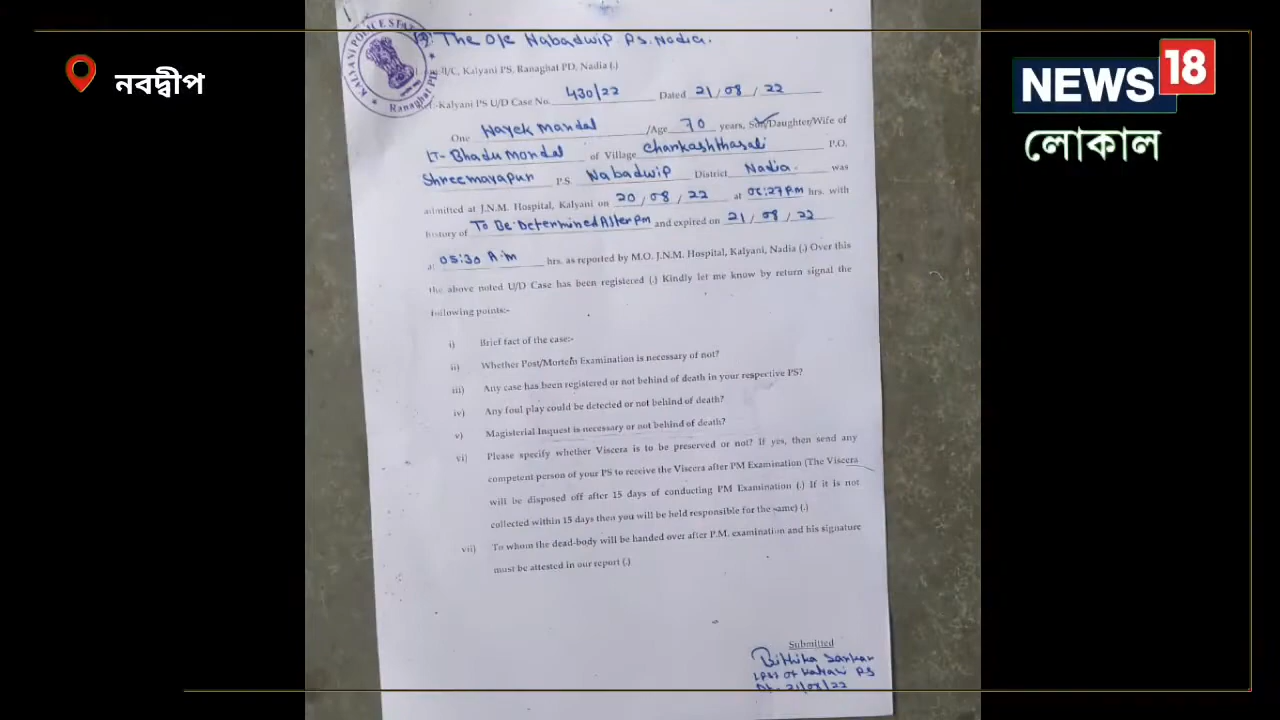 নবদ্বীপ
NEWS 18
লোকাল
KALYANI POLICE STATION
Ranaghat
The O/c Nabadwip Ps. Nadia.
I/C, Kalyani PS, Ranaghat PD, Nadia (.)
Ref:-Kalyani PS U/D Case No. 430/22 Dated 21/08/22
One Nayek Mandal /Age 70 years, Son/Daughter/Wife of
LT- Bhadu Mondal of Village Charkashthasali P.O.
Shreemayapur P.S. Nabadwip District Nadia. was
admitted at J.N.M. Hospital, Kalyani on 20/08/22 at 06:27 Pm hrs. with
history of To Be Determined After Pm and expired on 21/08/22
at 05:30 A.m hrs. as reported by M.O. J.N.M. Hospital, Kalyani, Nadia (.) Over this
the above noted U/D Case has been registered (.) Kindly let me know by return signal the
following points:-
i) Brief fact of the case:-
ii) Whether Post/Mortem Examination is necessary of not?
iii) Any case has been registered or not behind of death in your respective PS?
iv) Any foul play could be detected or not behind of death?
v) Magisterial Inquest is necessary or not behind of death?
vi) Please specify whether Viscera is to be preserved or not? If yes, then send any
competent person of your PS to receive the Viscera after PM Examination (The Viscera
will be disposed off after 15 days of conducting PM Examination (.) If it is not
collected within 15 days then you will be held responsible for the same) (.)
vii) To whom the dead-body will be handed over after P.M. examination and his signature
must be attested in our report (.)
Submitted
Bithika Sarkar
of Kalyani PS
Dt- 21/08/22